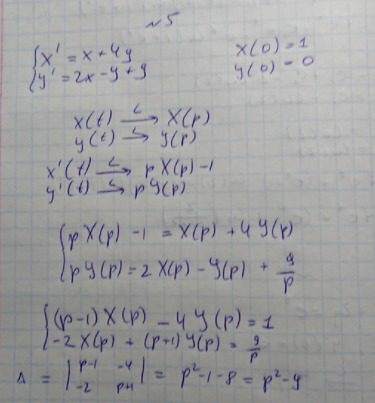 №5
{ x' = x + 4y
{ y' = 2x - y + 9
x(0) = 1
y(0) = 0
x(t) →ᴸ X(p)
y(t) →ᴸ Y(p)
x'(t) →ᴸ pX(p) - 1
y'(t) →ᴸ pY(p)
{ pX(p) - 1 = X(p) + 4Y(p)
{ pY(p) = 2X(p) - Y(p) + 9/p
{ (p-1)X(p) - 4Y(p) = 1
{ -2X(p) + (p+1)Y(p) = 9/p
Δ = | p-1 -4 | = p² - 1 - 8 = p² - 9
| -2 p+1 |